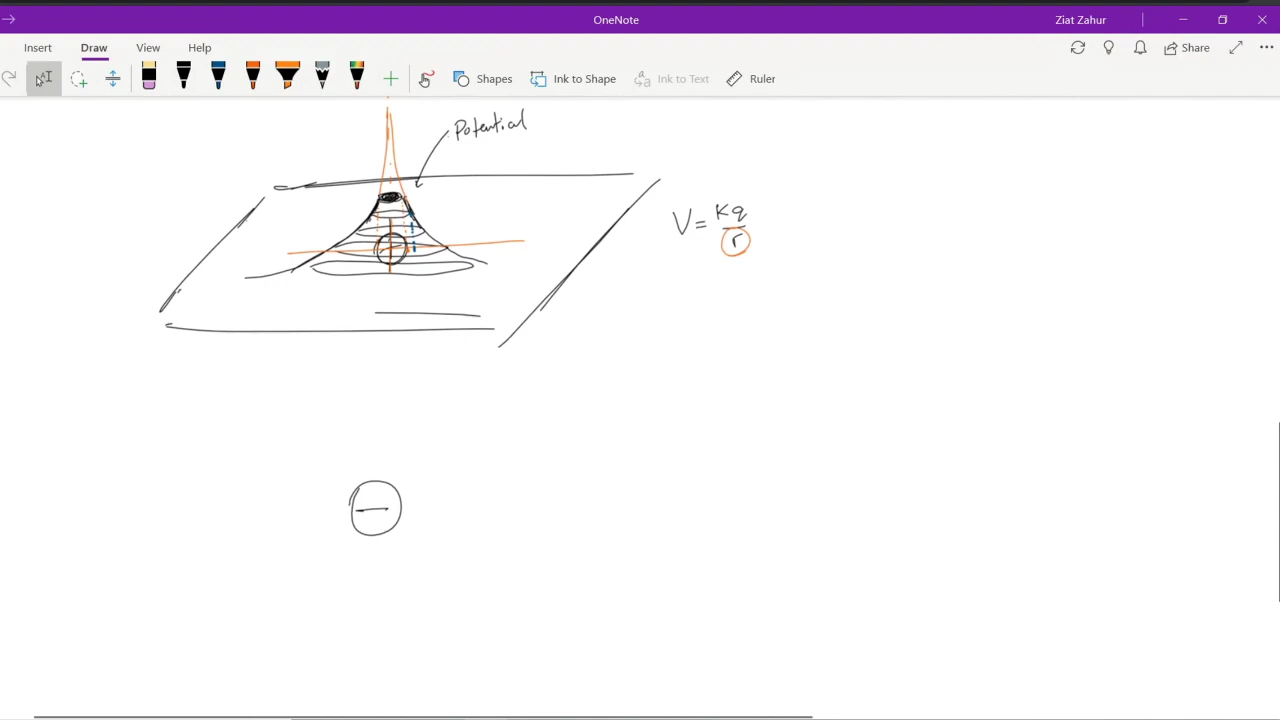 OneNote
Ziat Zahur
Insert Draw View Help
Share
Shapes Ink to Shape Ink to Text Ruler
Potential
V = Kq
r